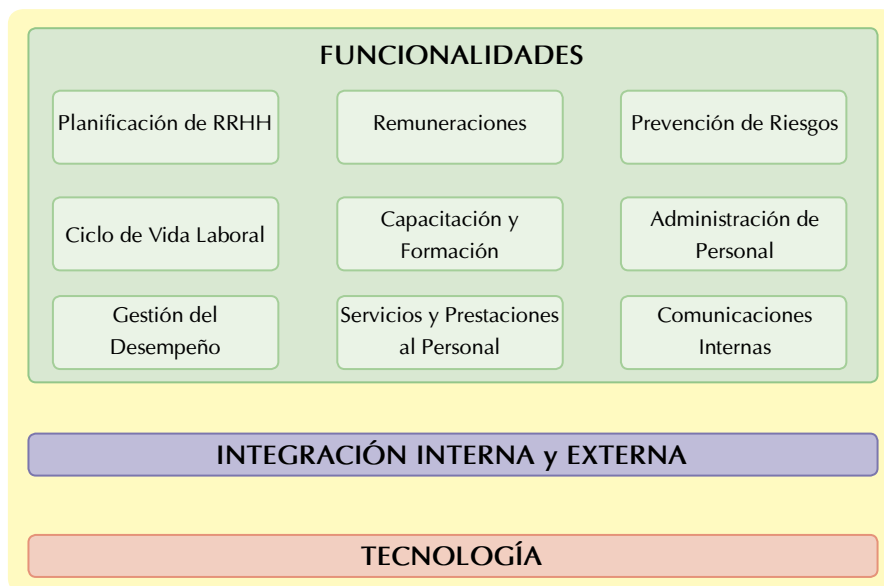 FUNCIONALIDADES
Planificación de RRHH
Remuneraciones
Prevención de Riesgos
Ciclo de Vida Laboral
Capacitación y
Formación
Administración de
Personal
Gestión del
Desempeño
Servicios y Prestaciones
al Personal
Comunicaciones
Internas
INTEGRACIÓN INTERNA y EXTERNA
TECNOLOGÍA